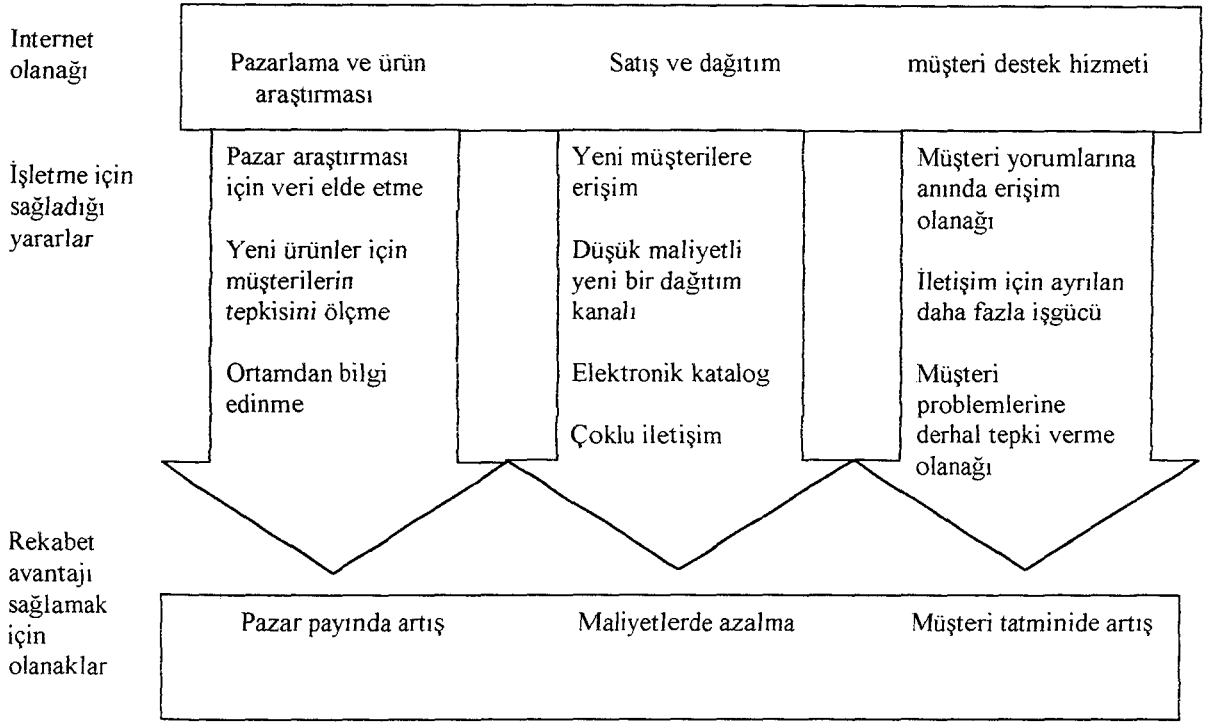 Internet
olanağı
Pazarlama ve ürün
araştırması
Satış ve dağıtım
müşteri destek hizmeti
İşletme için
sağladığı
yararlar
Pazar araştırması
için veri elde etme
Yeni ürünler için
müşterilerin
tepkisini ölçme
Ortamdan bilgi
edinme
Yeni müşterilere
erişim
Düşük maliyetli
yeni bir dağıtım
kanalı
Elektronik katalog
Çoklu iletişim
Müşteri yorumlarına
anında erişim
olanağı
İletişim için ayrılan
daha fazla işgücü
Müşteri
problemlerine
derhal tepki verme
olanağı
Rekabet
avantajı
sağlamak
için
olanaklar
Pazar payında artış
Maliyetlerde azalma
Müşteri tatminide artış